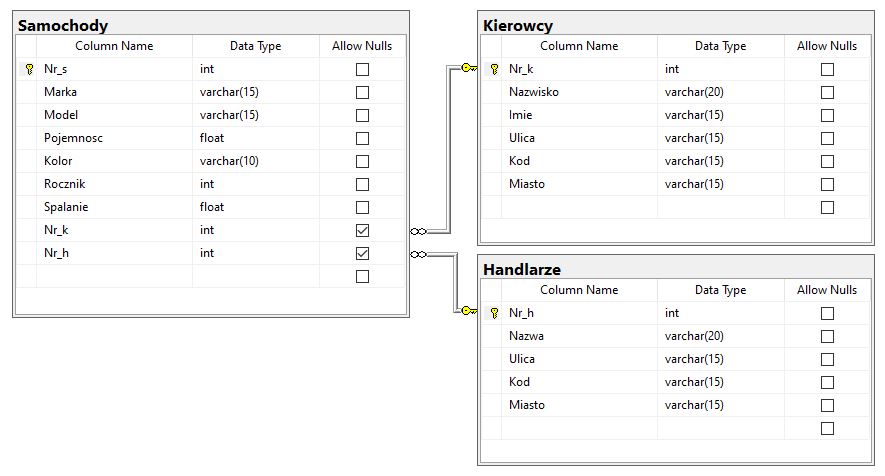 Samochody
Column Name Data Type Allow Nulls
Nr_s int
Marka varchar(15)
Model varchar(15)
Pojemnosc float
Kolor varchar(10)
Rocznik int
Spalanie float
Nr_k int
Nr_h int
Kierowcy
Column Name Data Type Allow Nulls
Nr_k int
Nazwisko varchar(20)
Imie varchar(15)
Ulica varchar(15)
Kod varchar(15)
Miasto varchar(15)
Handlarze
Column Name Data Type Allow Nulls
Nr_h int
Nazwa varchar(20)
Ulica varchar(15)
Kod varchar(15)
Miasto varchar(15)